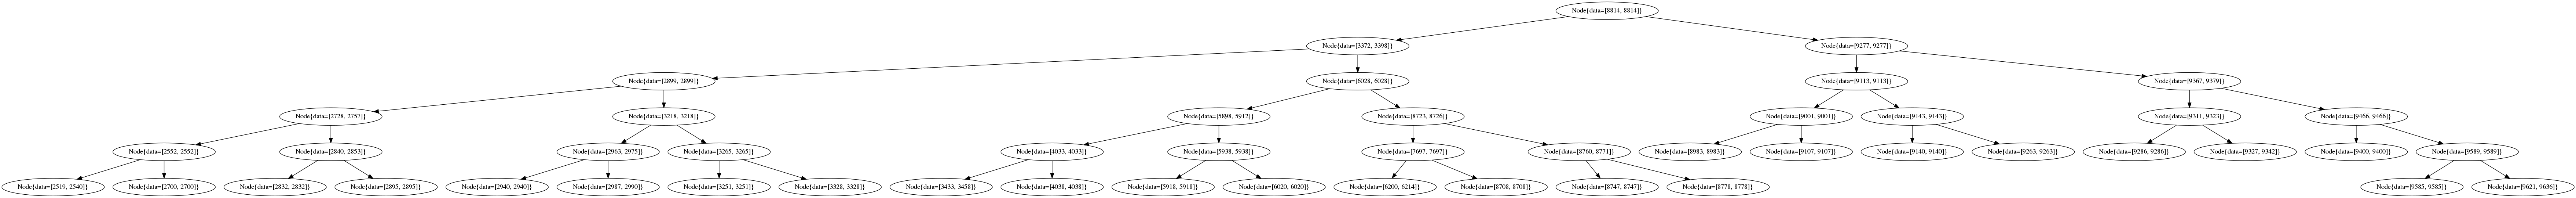 Node{data=[8814, 8814]}
Node{data=[3372, 3398]}
Node{data=[9277, 9277]}
Node{data=[2899, 2899]}
Node{data=[6028, 6028]}
Node{data=[9113, 9113]}
Node{data=[9367, 9379]}
Node{data=[2728, 2757]}
Node{data=[3218, 3218]}
Node{data=[5898, 5912]}
Node{data=[8723, 8726]}
Node{data=[9001, 9001]}
Node{data=[9143, 9143]}
Node{data=[9311, 9323]}
Node{data=[9466, 9466]}
Node{data=[2552, 2552]}
Node{data=[2840, 2853]}
Node{data=[2963, 2975]}
Node{data=[3265, 3265]}
Node{data=[4033, 4033]}
Node{data=[5938, 5938]}
Node{data=[7697, 7697]}
Node{data=[8760, 8771]}
Node{data=[8983, 8983]}
Node{data=[9107, 9107]}
Node{data=[9140, 9140]}
Node{data=[9263, 9263]}
Node{data=[9286, 9286]}
Node{data=[9327, 9342]}
Node{data=[9400, 9400]}
Node{data=[9589, 9589]}
Node{data=[2519, 2540]}
Node{data=[2700, 2700]}
Node{data=[2832, 2832]}
Node{data=[2895, 2895]}
Node{data=[2940, 2940]}
Node{data=[2987, 2990]}
Node{data=[3251, 3251]}
Node{data=[3328, 3328]}
Node{data=[3433, 3458]}
Node{data=[4038, 4038]}
Node{data=[5918, 5918]}
Node{data=[6020, 6020]}
Node{data=[6200, 6214]}
Node{data=[8708, 8708]}
Node{data=[8747, 8747]}
Node{data=[8778, 8778]}
Node{data=[9585, 9585]}
Node{data=[9621, 9636]}